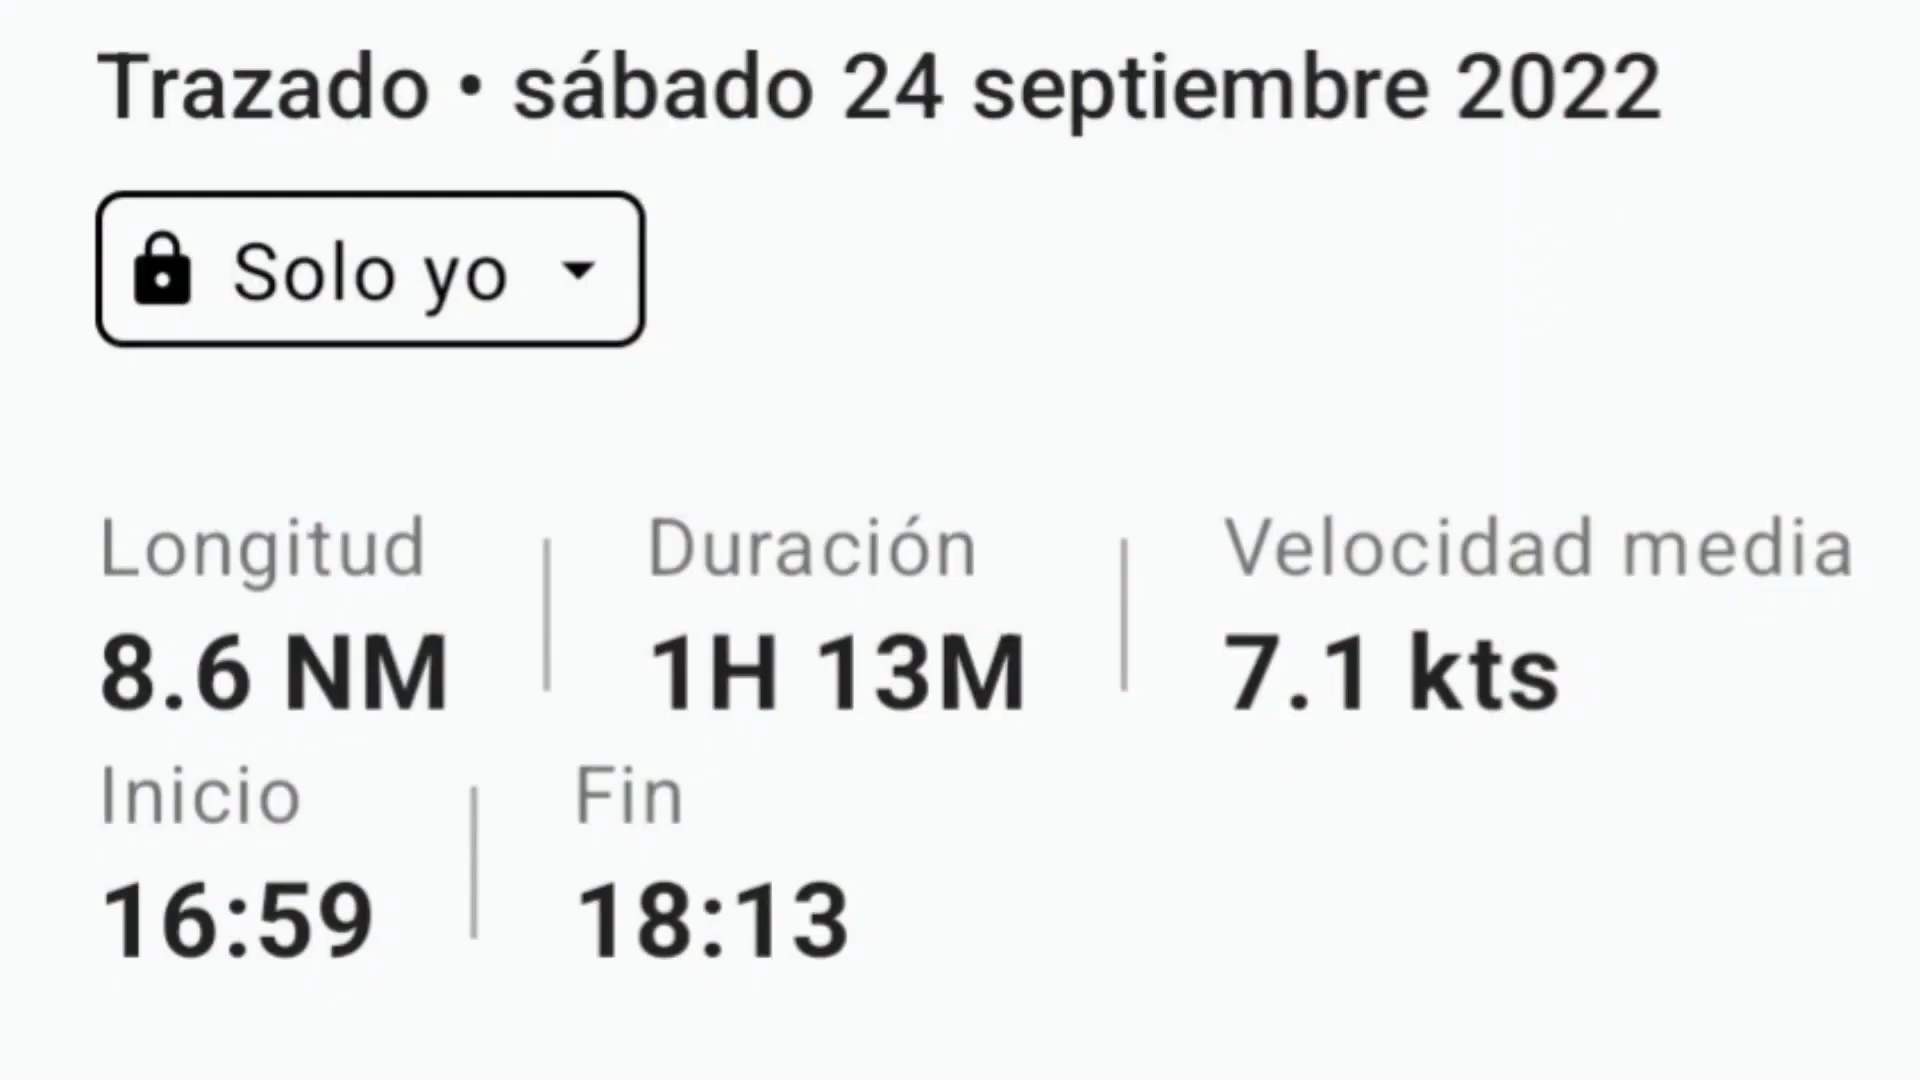 Trazado • sábado 24 septiembre 2022
Solo yo
Longitud Duración Velocidad media
8.6 NM 1H 13M 7.1 kts
Inicio Fin
16:59 18:13